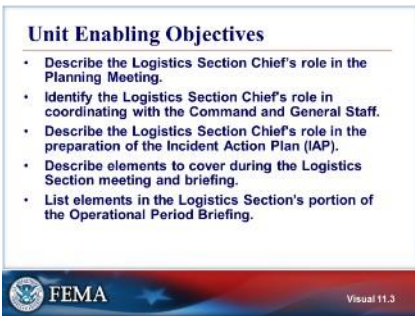 Unit Enabling Objectives
• Describe the Logistics Section Chief's role in the
Planning Meeting.
• Identify the Logistics Section Chief's role in
coordinating with the Command and General Staff.
• Describe the Logistics Section Chief's role in the
preparation of the Incident Action Plan (IAP).
• Describe elements to cover during the Logistics
Section meeting and briefing.
• List elements in the Logistics Section's portion of
the Operational Period Briefing.
FEMA
Visual 11.3